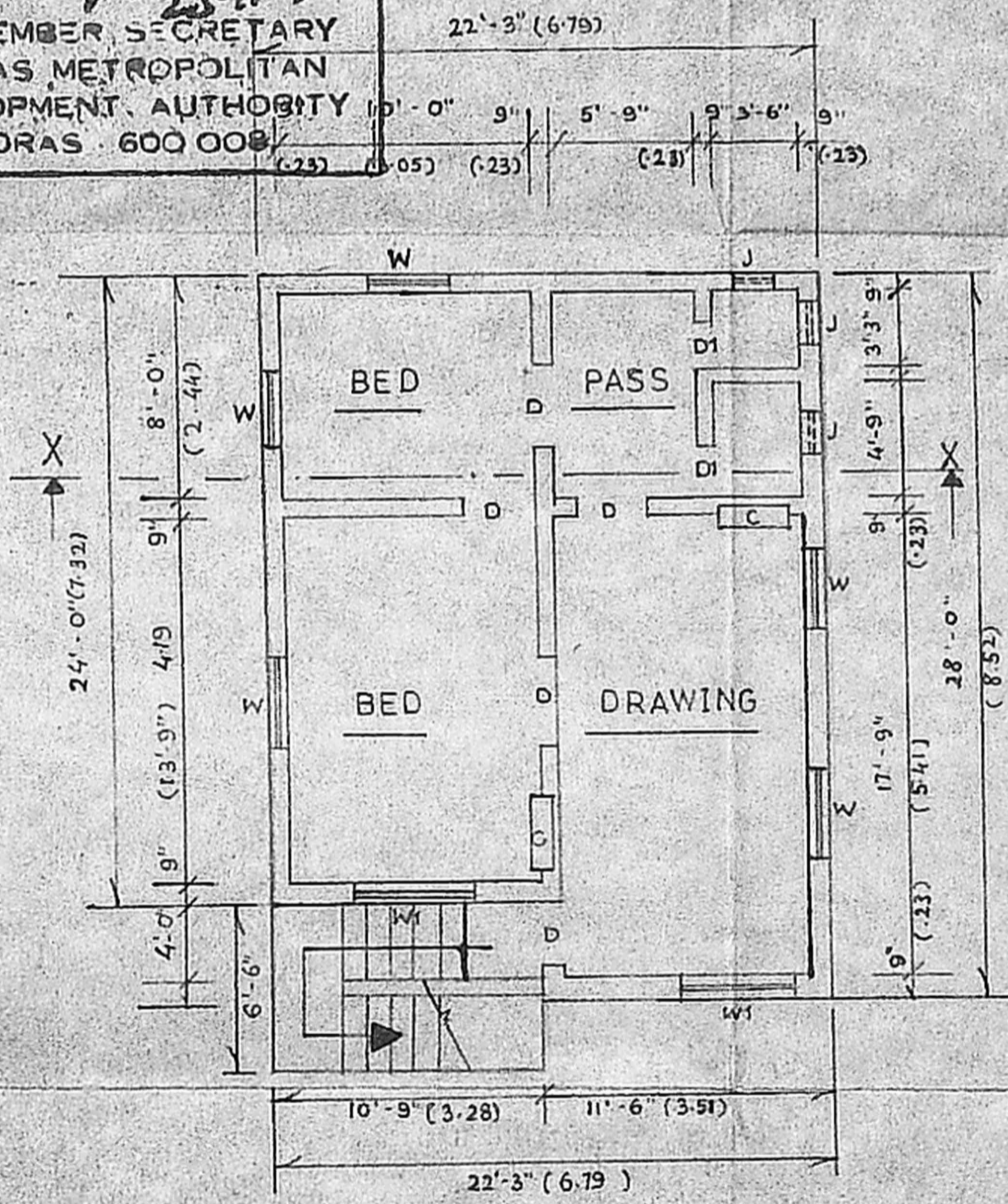 EMBER SECRETARY
AS METROPOLITAN
OPMENT. AUTHORITY
ORAS . 600 008
22'-3" (6.79)
10'-0" 9" 5'-9" 9" 3'-6" 9"
(.23) (.23) (.23) (.23)
W J
BED PASS D1 J
W D
D1 J
X X
D D C
W
BED D DRAWING
W
W
C
W1
D
W1
8'-0"
(2.44)
9"
4.19
(13'-9")
9"
4'-0"
24'-0" (7.32)
6'-6"
9"
3'3"
4'-9"
9"
(.23)
17'-9"
(5.41)
9"
(.23)
28'-0"
(8.52)
10'-9" (3.28) 11'-6" (3.51)
22'-3" (6.79)